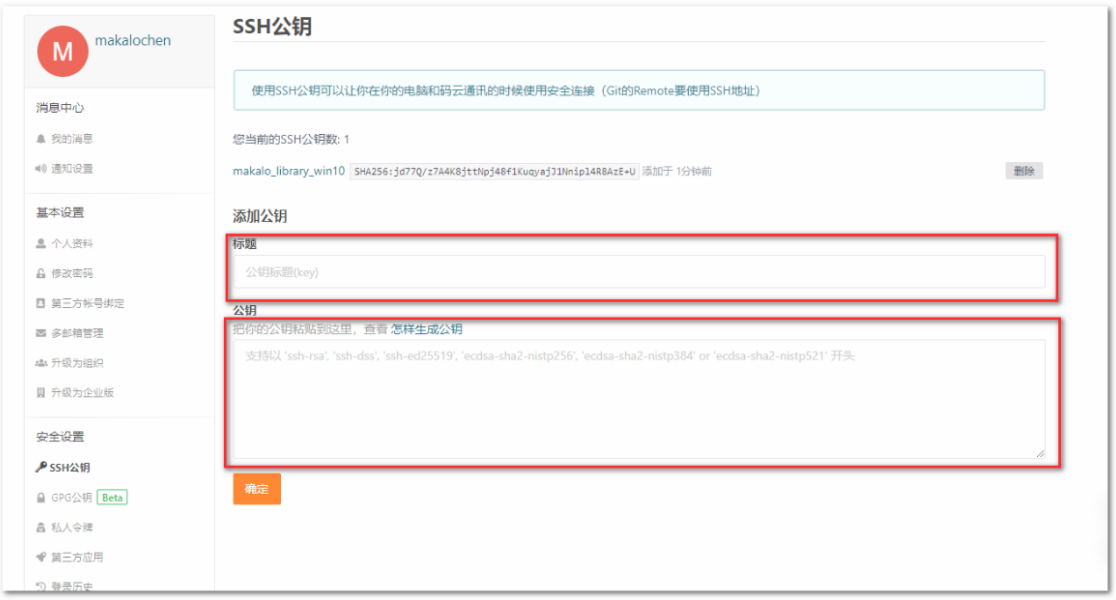 M
makalochen
消息中心
我的消息
通知设置
基本设置
个人资料
修改密码
第三方帐号绑定
多邮箱管理
升级为组织
升级为企业版
安全设置
SSH公钥
GPG公钥 Beta
私人令牌
第三方应用
登录历史
SSH公钥
使用SSH公钥可以让你在你的电脑和码云通讯的时候使用安全连接（Git的Remote要使用SSH地址）
您当前的SSH公钥数: 1
makalo_library_win10 SHA256:jd77Q/z7A4K8jttNpj48f1KuqyajJ1Nnipl4R8AzE+U 添加于 1分钟前 删除
添加公钥
标题
公钥标题(key)
公钥
把你的公钥粘贴到这里，查看 怎样生成公钥
支持以 'ssh-rsa', 'ssh-dss', 'ssh-ed25519', 'ecdsa-sha2-nistp256', 'ecdsa-sha2-nistp384' or 'ecdsa-sha2-nistp521' 开头
确定